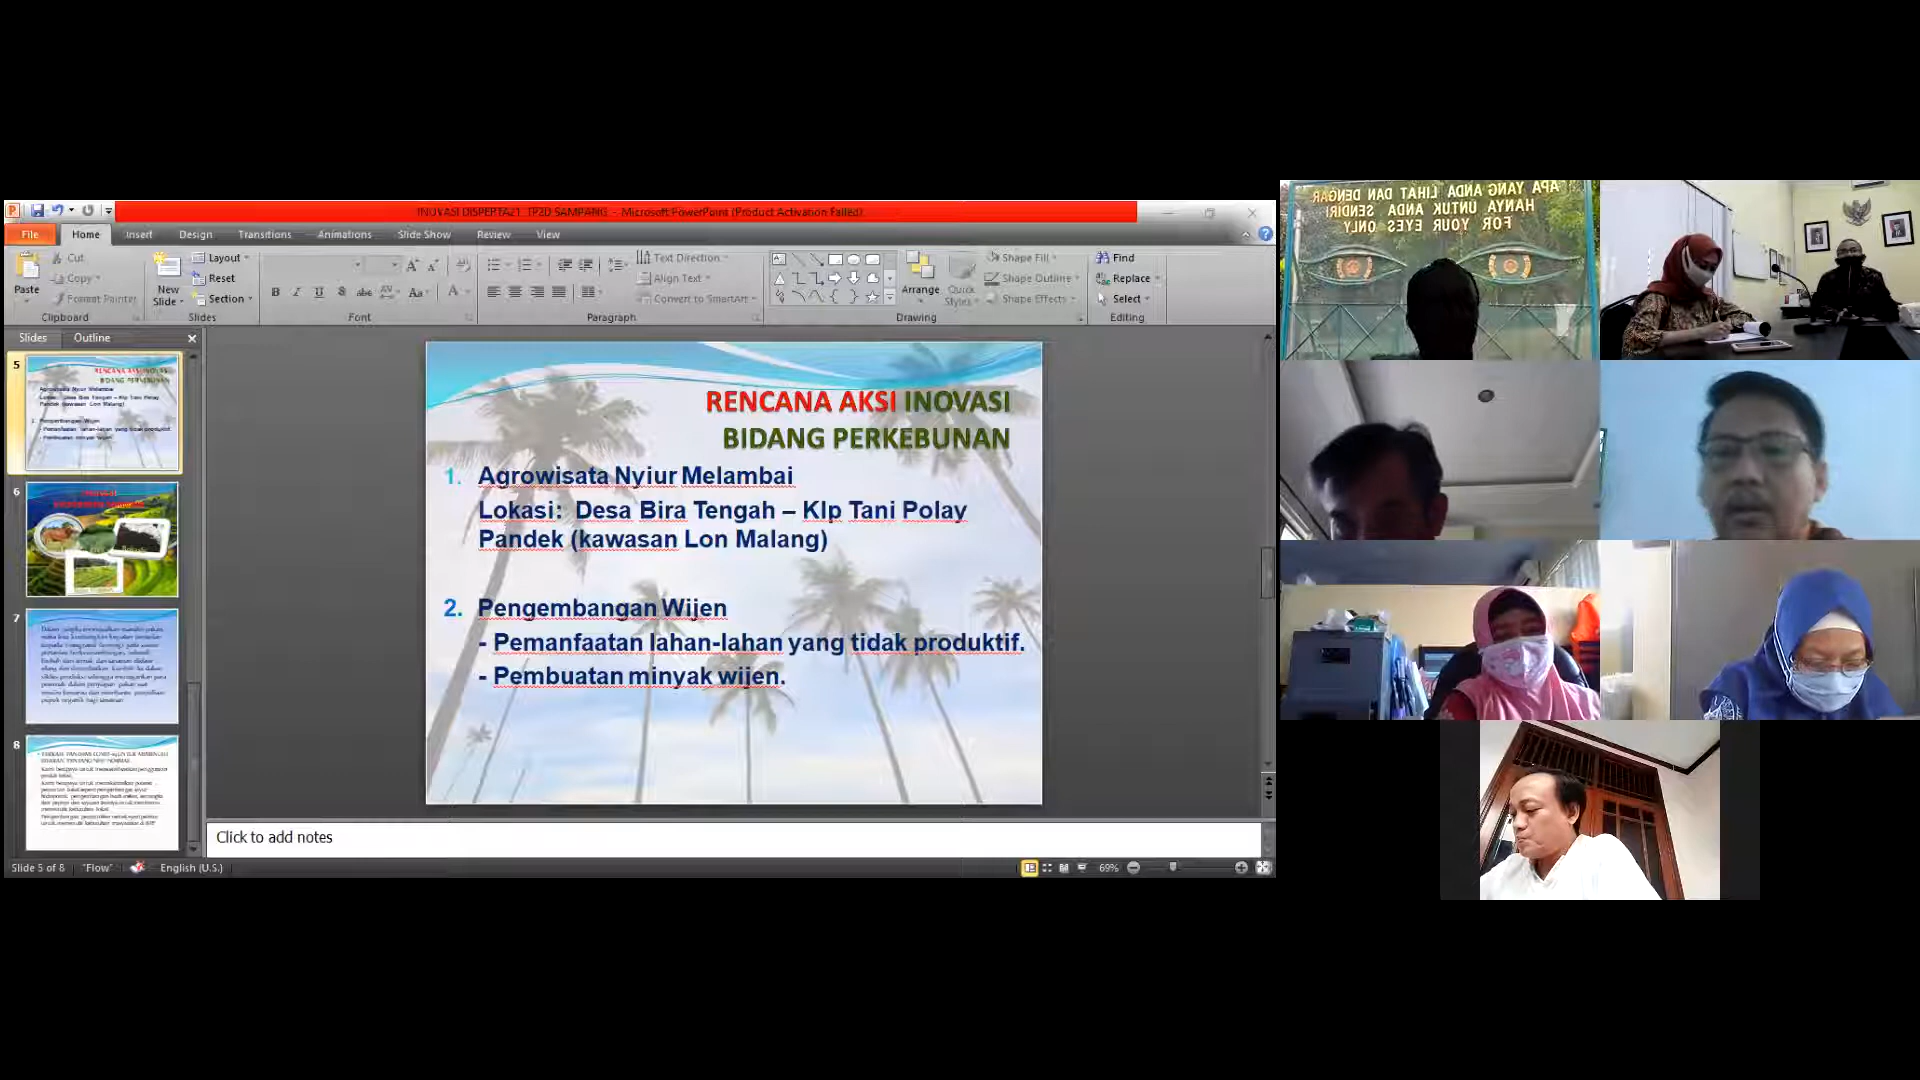 INOVASI DISPERTA21_TP2D SAMPANG - Microsoft PowerPoint (Product Activation Failed)
File Home Insert Design Transitions Animations Slide Show Review View
Paste
Cut
Copy
Format Painter
Clipboard
New Slide
Layout
Reset
Section
Slides
Font
Text Direction
Align Text
Convert to SmartArt
Paragraph
Arrange
Quick Styles
Shape Fill
Shape Outline
Shape Effects
Drawing
Find
Replace
Select
Editing
Slides Outline
5
6
7
8
RENCANA AKSI INOVASI
BIDANG PERKEBUNAN
1. Agrowisata Nyiur Melambai
Lokasi: Desa Bira Tengah – Klp Tani Polay
Pandek (kawasan Lon Malang)
2. Pengembangan Wijen
- Pemanfaatan lahan-lahan yang tidak produktif.
- Pembuatan minyak wijen.
Click to add notes
Slide 5 of 8 "Flow" English (U.S.) 69%
APA YANG ANDA LIHAT DAN DENGAR
HANYA UNTUK ANDA SENDIRI
FOR YOUR EYES ONLY